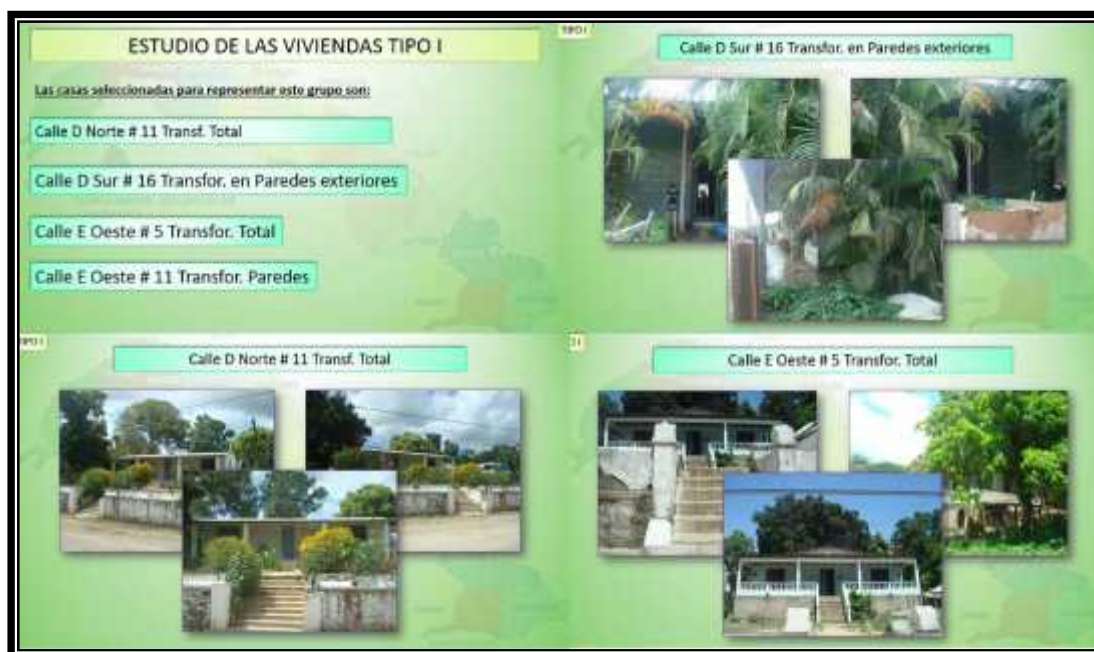 ESTUDIO DE LAS VIVIENDAS TIPO I
Las casas seleccionadas para representar este grupo son:
Calle D Norte # 11 Transf. Total
Calle D Sur # 16 Transfor. en Paredes exteriores
Calle E Oeste # 5 Transfor. Total
Calle E Oeste # 11 Transfor. Paredes
TIPO I
Calle D Sur # 16 Transfor. en Paredes exteriores
TIPO I
Calle D Norte # 11 Transf. Total
Calle E Oeste # 5 Transfor. Total